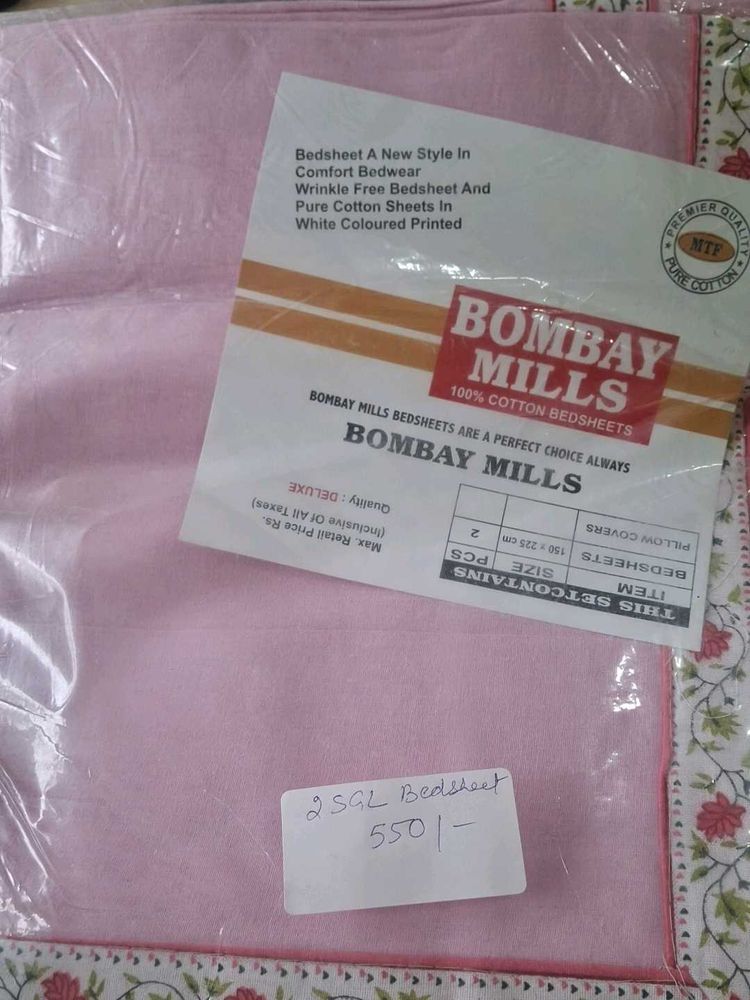 Bedsheet A New Style In
Comfort Bedwear
Wrinkle Free Bedsheet And
Pure Cotton Sheets In
White Coloured Printed
PREMIER QUALITY
MTF
PURE COTTON
BOMBAY
MILLS
100% COTTON BEDSHEETS
BOMBAY MILLS BEDSHEETS ARE A PERFECT CHOICE ALWAYS
BOMBAY MILLS
THIS SETCONTAINS
ITEM SIZE PCS
BEDSHEETS 150 x 225 cm 2
PILLOW COVERS
Max. Retail Price Rs.
(Inclusive Of All Taxes)
Quality : DELUXE
2 SGL Bedsheet
550/-